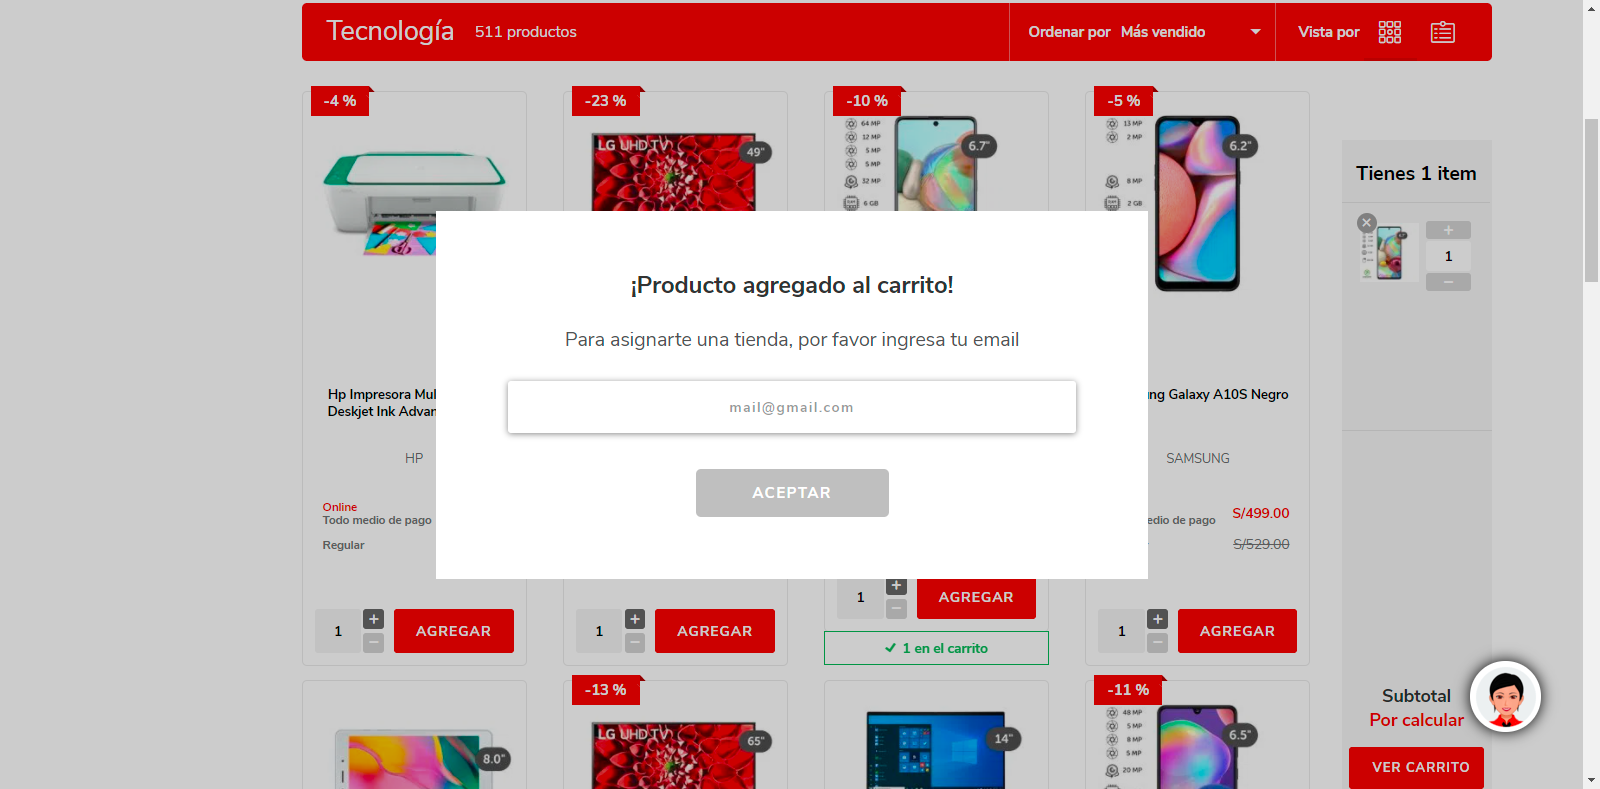 Tecnología 511 productos Ordenar por Más vendido Vista por
-4 %
-23 %
-10 %
-5 %
LG UHD TV 49"
64 MP
12 MP
5 MP
5 MP
32 MP
6 GB
6.7"
13 MP
2 MP
8 MP
2 GB
6.2"
Tienes 1 item
1
¡Producto agregado al carrito!
Para asignarte una tienda, por favor ingresa tu email
mail@gmail.com
ACEPTAR
Hp Impresora Mul
Deskjet Ink Advan
HP
Online
Todo medio de pago
Regular
ng Galaxy A10S Negro
SAMSUNG
edio de pago S/499.00
S/529.00
1 AGREGAR
1 AGREGAR
1 AGREGAR
1 en el carrito
1 AGREGAR
-13 %
-11 %
8.0"
LG UHD TV 65"
14"
48 MP
5 MP
8 MP
5 MP
20 MP
6.5"
Subtotal
Por calcular
VER CARRITO